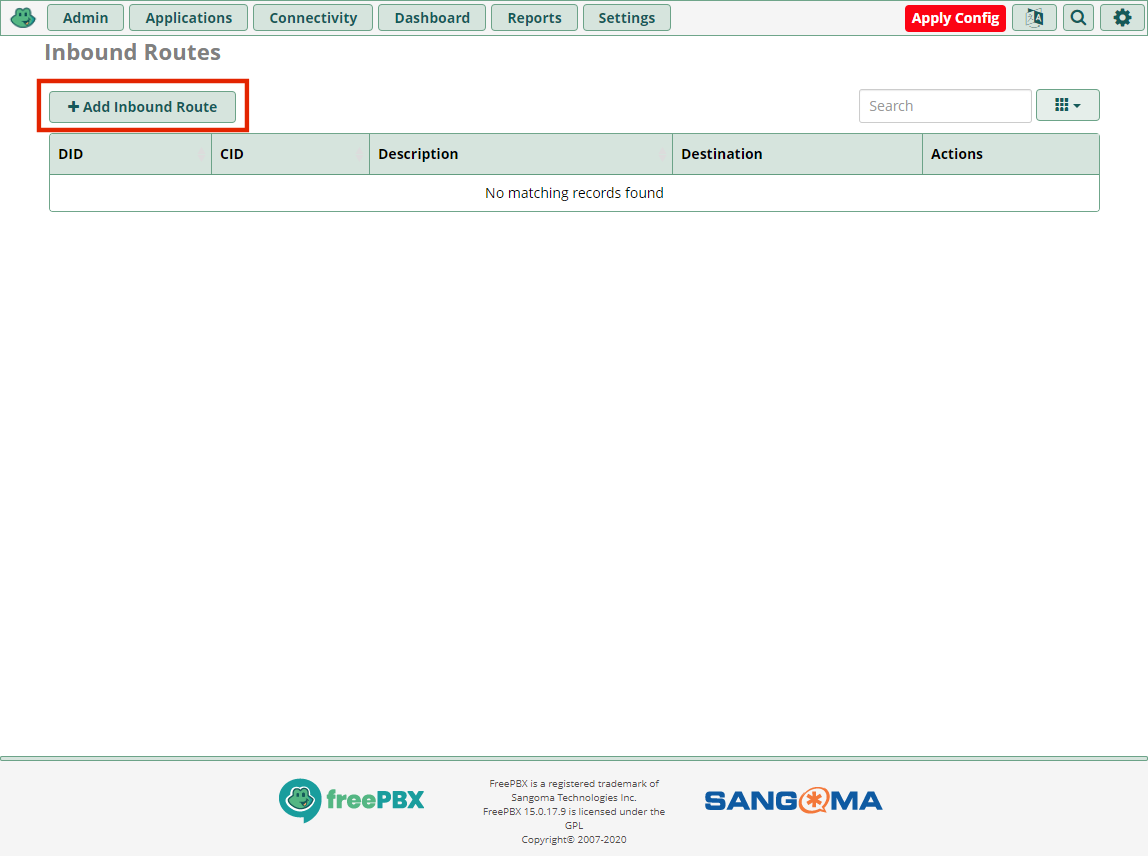 Admin
Applications
Connectivity
Dashboard
Reports
Settings
Apply Config
Inbound Routes
Add Inbound Route
Search
DID
CID
Description
Destination
Actions
No matching records found
freePBX
FreePBX is a registered trademark of
Sangoma Technologies Inc.
FreePBX 15.0.17.9 is licensed under the
GPL
Copyright© 2007-2020
SANGOMA